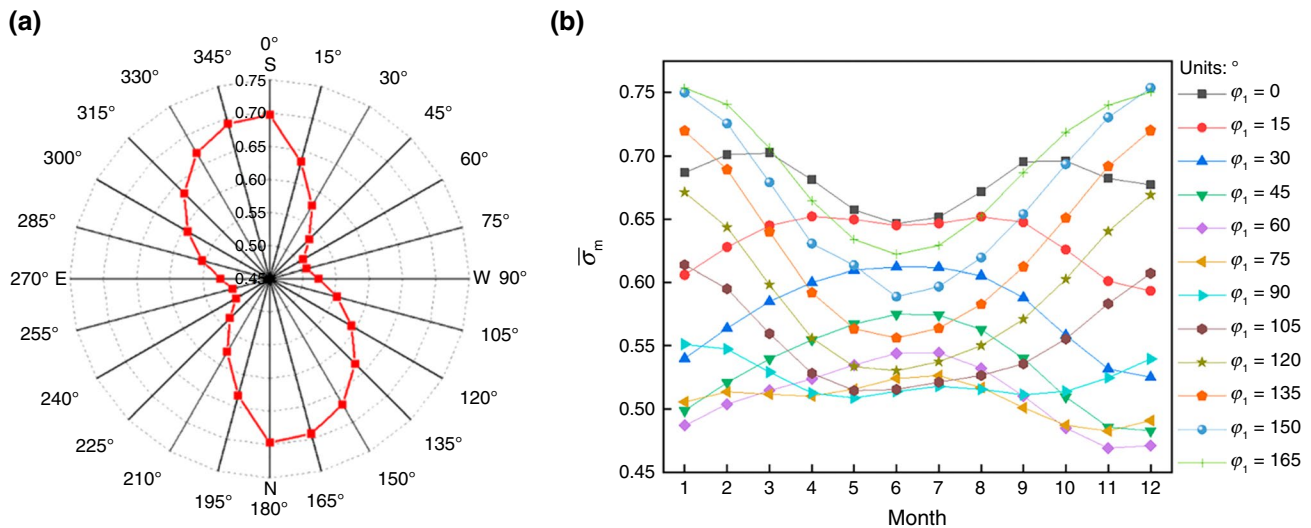 (a)
0°
S
15°
30°
45°
60°
75°
W 90°
105°
120°
135°
150°
165°
N
180°
195°
210°
225°
240°
255°
270° E
285°
300°
315°
330°
345°
0.75
0.70
0.65
0.60
0.55
0.50
0.45
(b)
0.75
0.70
0.65
0.60
0.55
0.50
0.45
σ̅ₘ
1 2 3 4 5 6 7 8 9 10 11 12
Month
Units: °
φ₁ = 0
φ₁ = 15
φ₁ = 30
φ₁ = 45
φ₁ = 60
φ₁ = 75
φ₁ = 90
φ₁ = 105
φ₁ = 120
φ₁ = 135
φ₁ = 150
φ₁ = 165